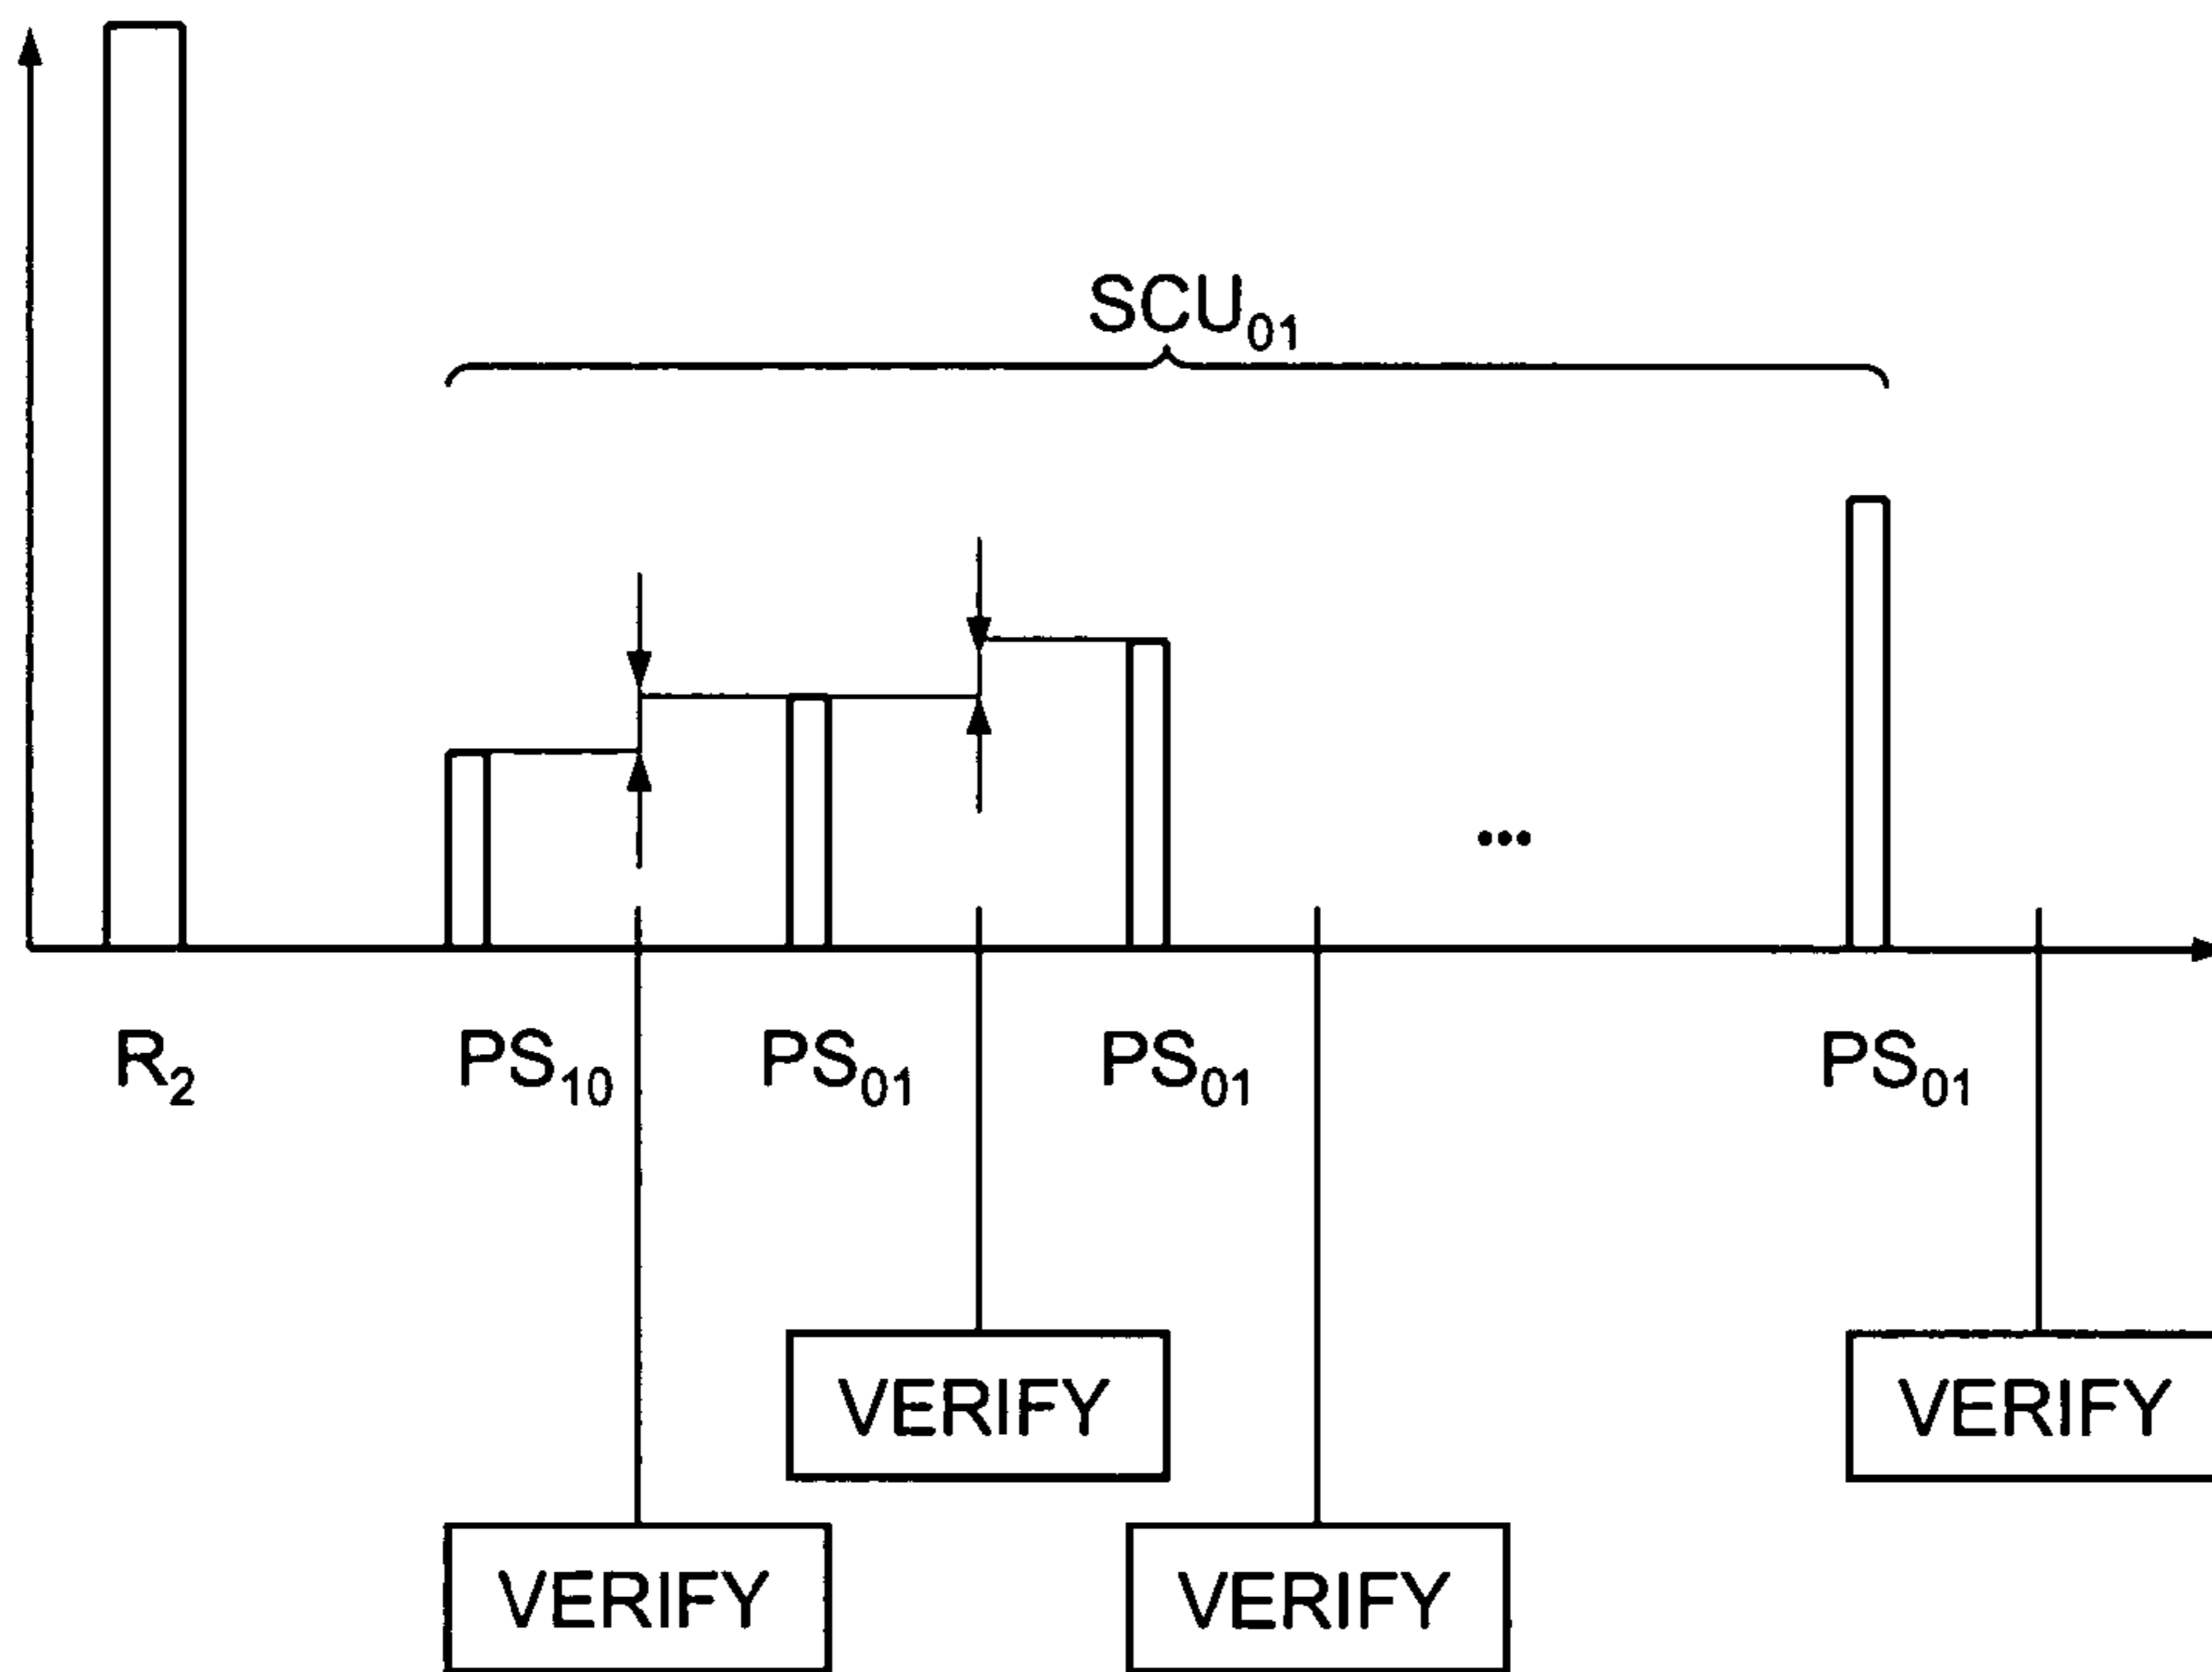 SCU₀₁
...
R₂ PS₁₀ PS₀₁ PS₀₁ PS₀₁
VERIFY VERIFY
VERIFY VERIFY